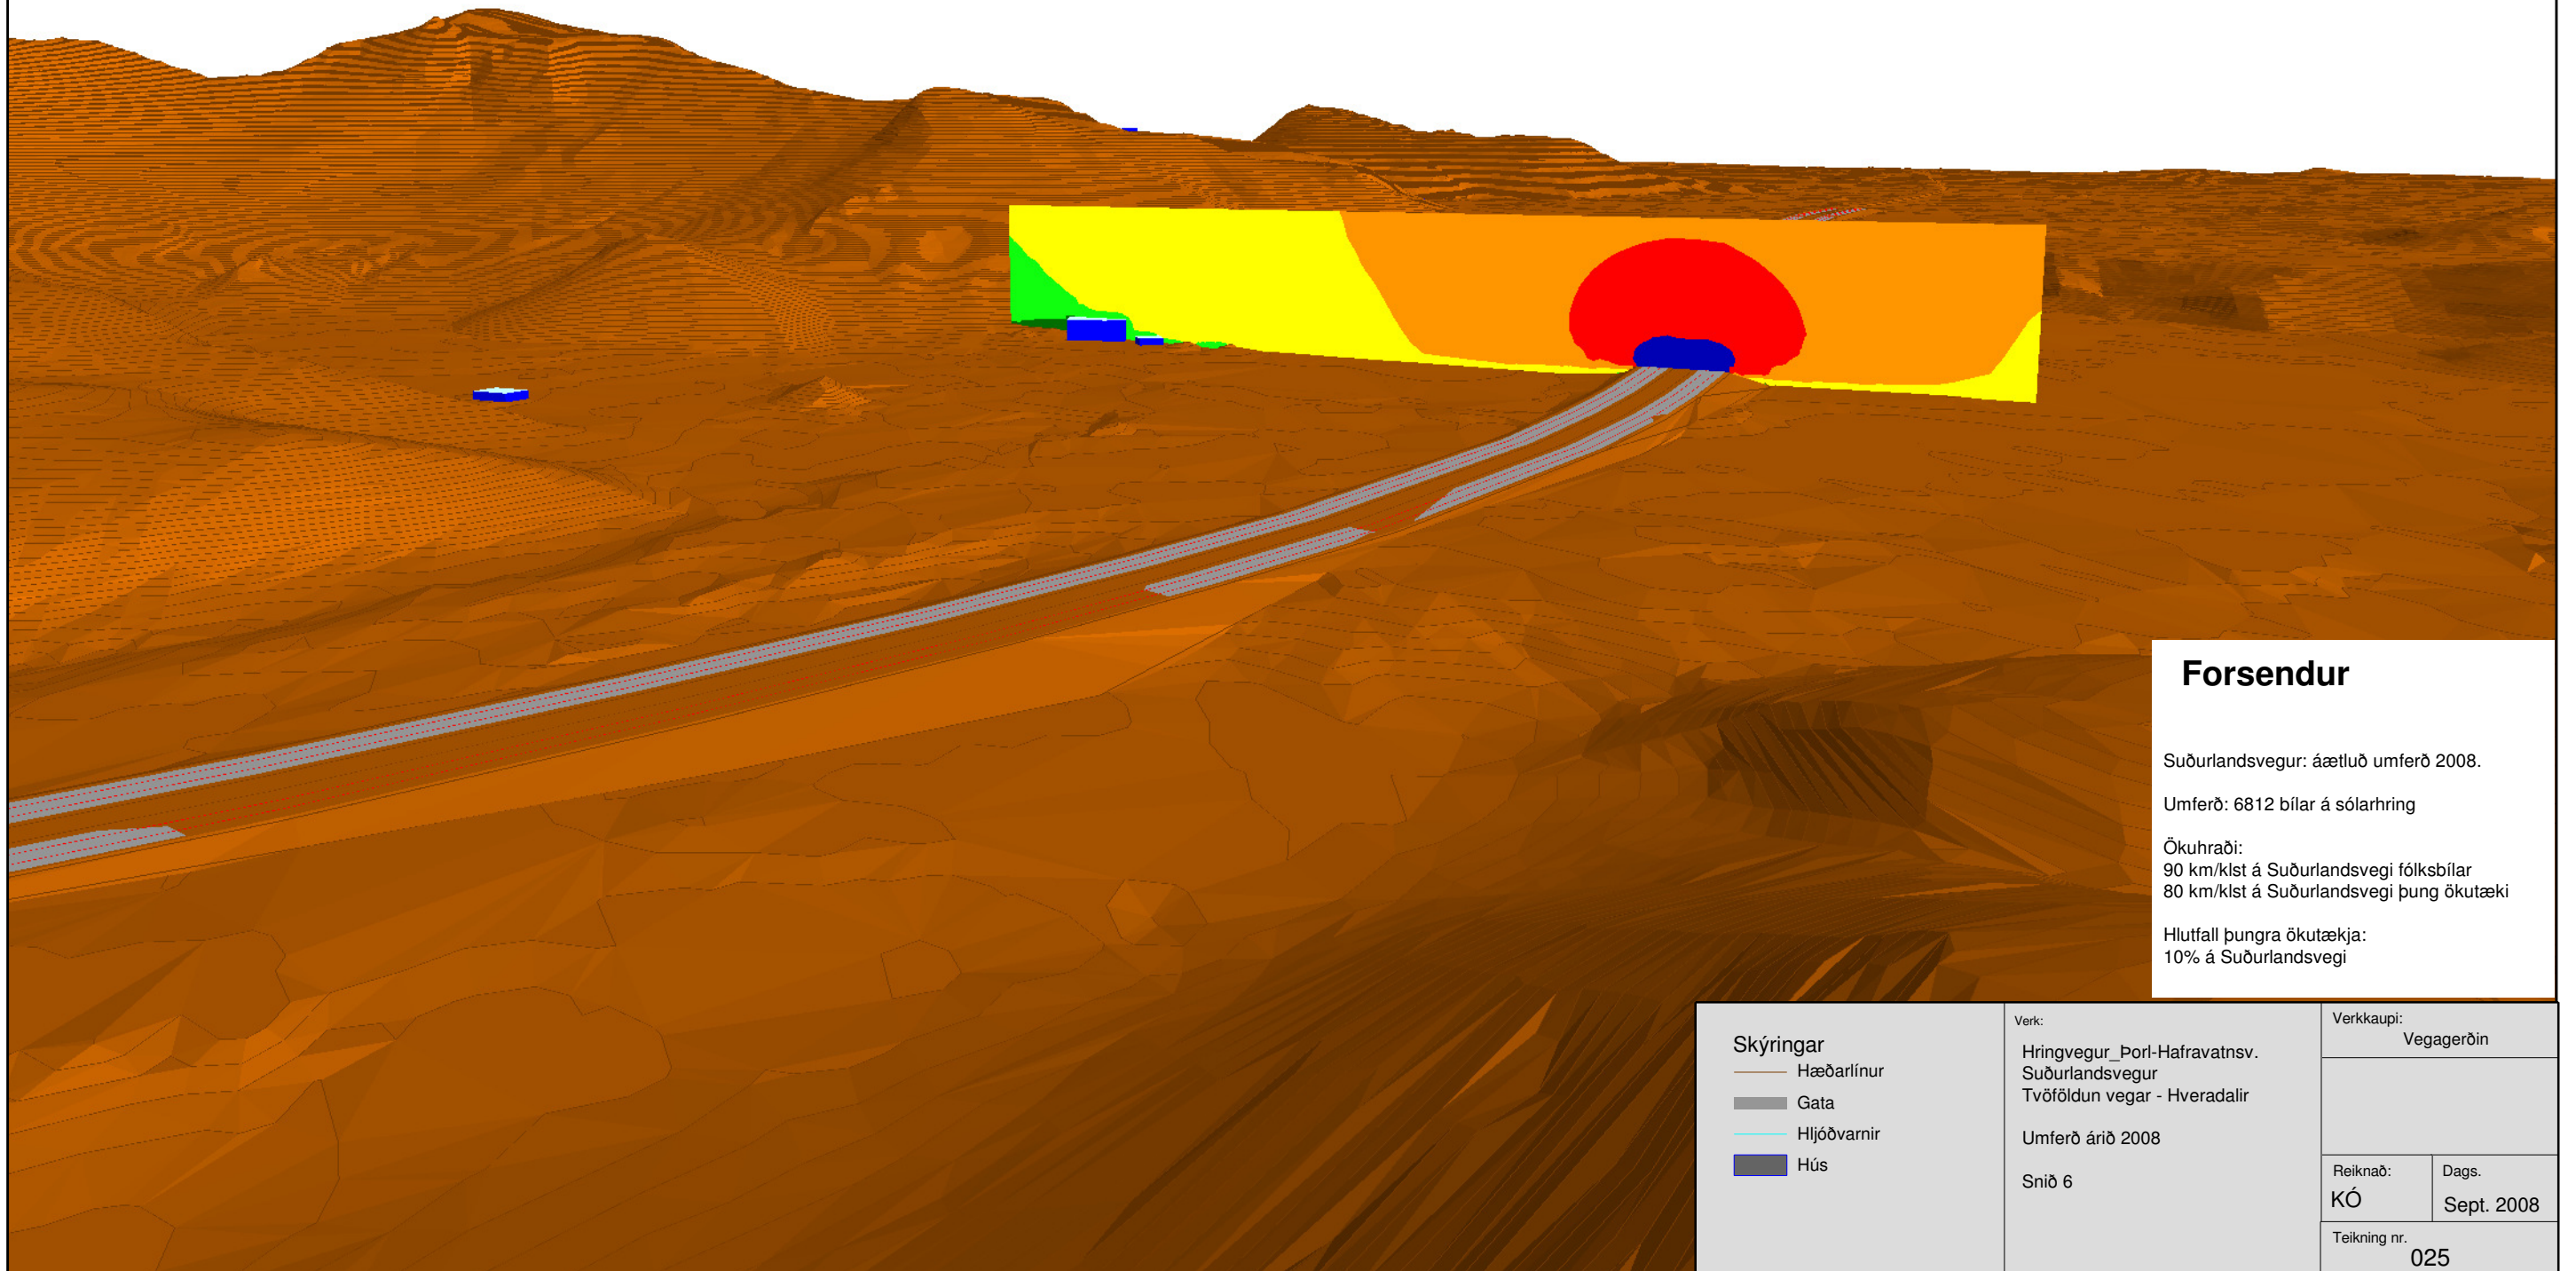 Forsendur
Suðurlandsvegur: áætluð umferð 2008.
Umferð: 6812 bílar á sólarhring
Ökuhraði:
90 km/klst á Suðurlandsvegi fólksbílar
80 km/klst á Suðurlandsvegi þung ökutæki
Hlutfall þungra ökutækja:
10% á Suðurlandsvegi
Skýringar
Hæðarlínur
Gata
Hljóðvarnir
Hús
Verk:
Hringvegur_Þorl-Hafravatnsv.
Suðurlandsvegur
Tvöföldun vegar - Hveradalir
Umferð árið 2008
Snið 6
Verkkaupi:
Vegagerðin
Reiknað:
KÓ
Dags.
Sept. 2008
Teikning nr.
025